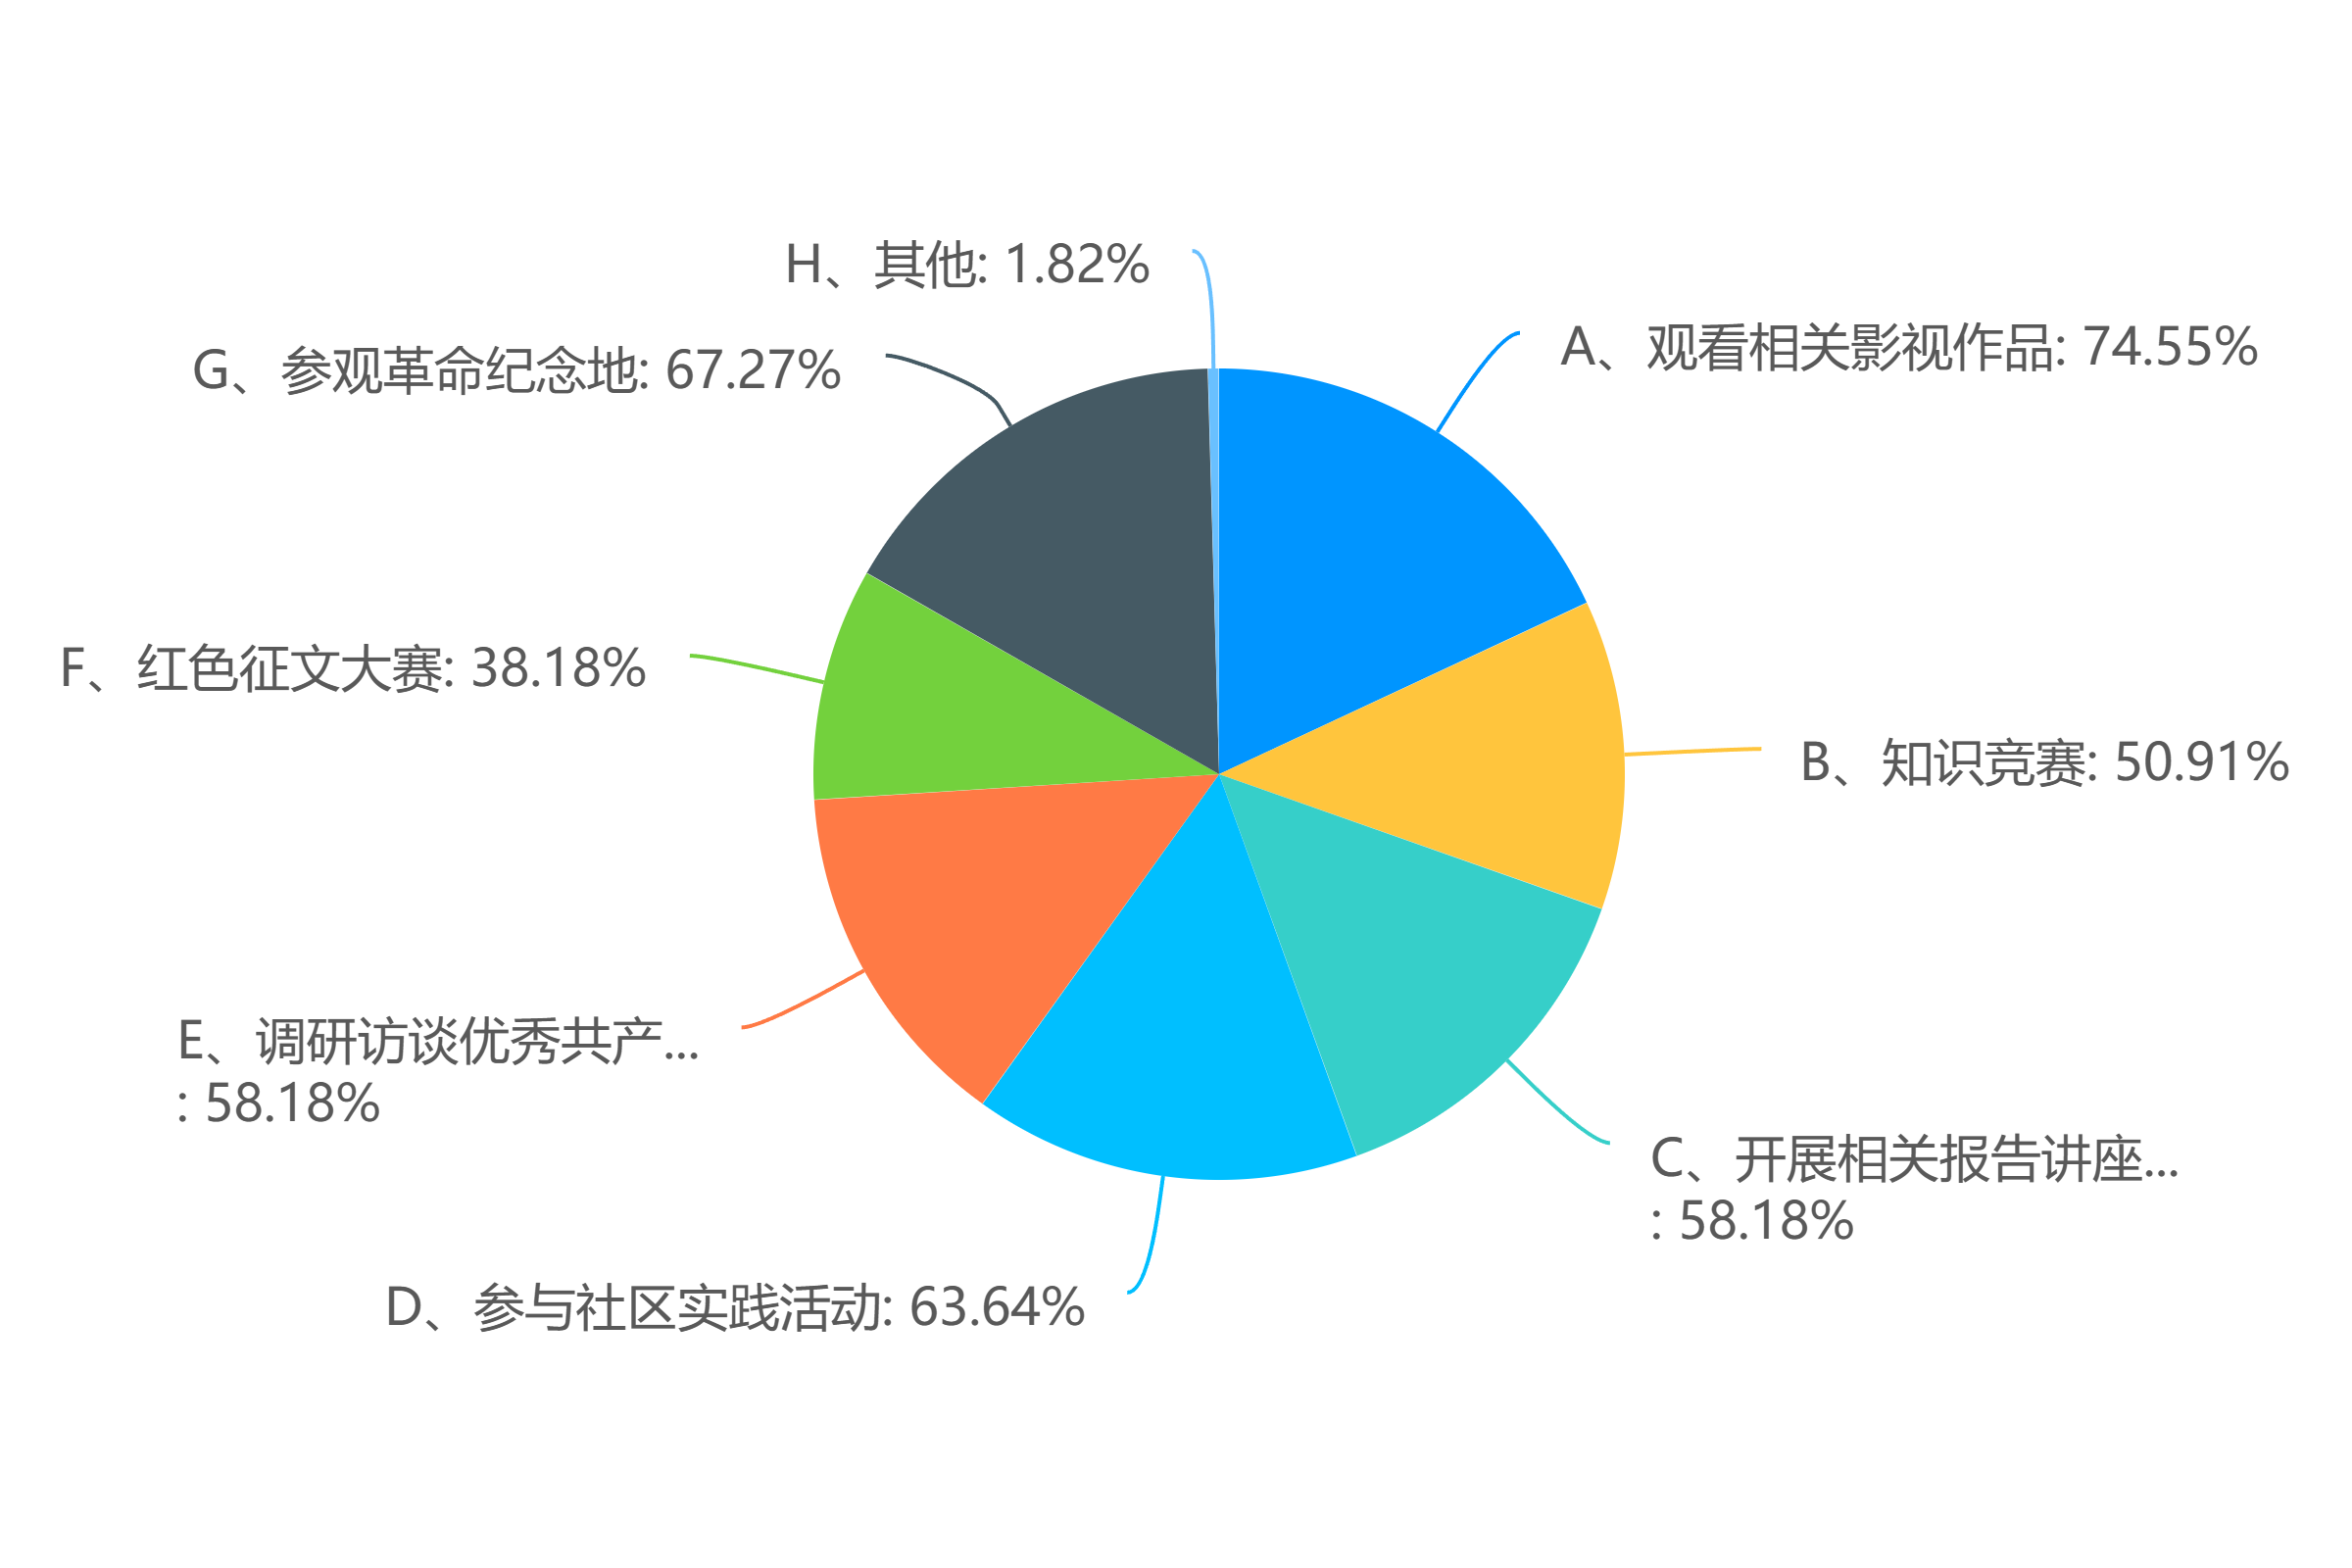 H、其他: 1.82%
A、观看相关影视作品: 74.55%
G、参观革命纪念地: 67.27%
F、红色征文大赛: 38.18%
B、知识竞赛: 50.91%
E、调研访谈优秀共产...
: 58.18%
C、开展相关报告讲座...
: 58.18%
D、参与社区实践活动: 63.64%